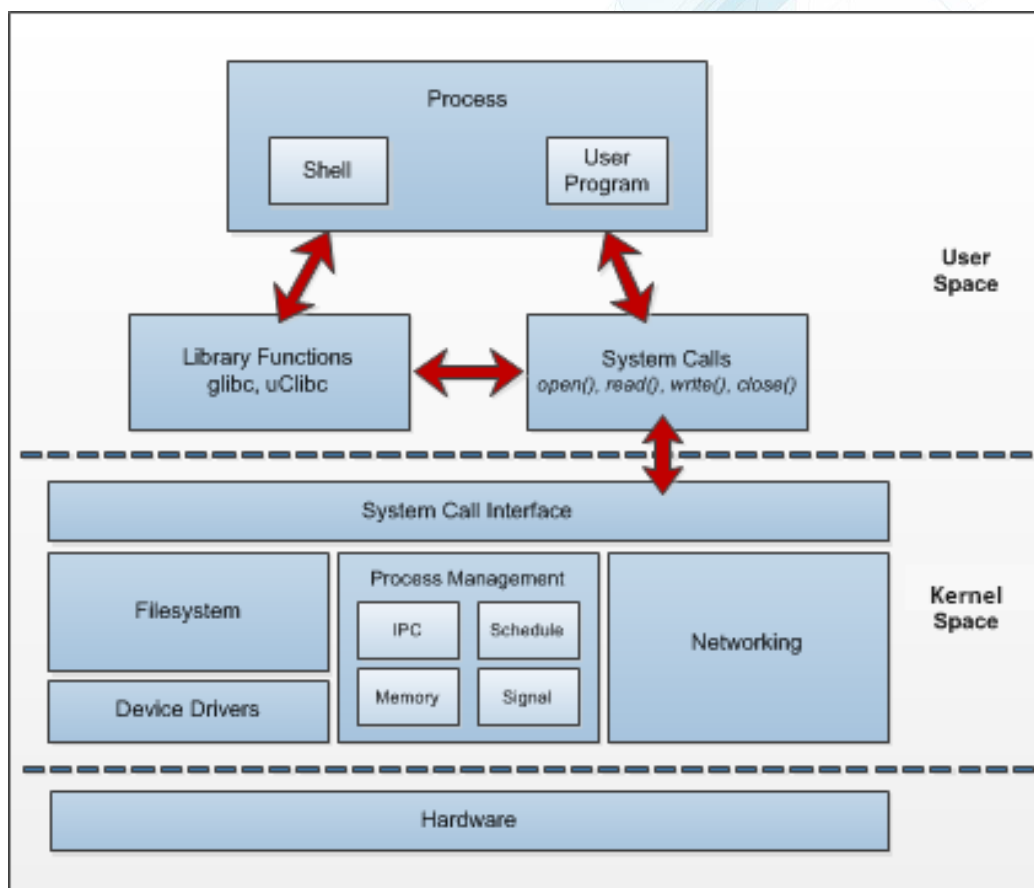 Process
Shell
User
Program
User
Space
Library Functions
glibc, uClibc
System Calls
open(), read(), write(), close()
System Call Interface
Filesystem
Process Management
IPC
Schedule
Memory
Signal
Networking
Kernel
Space
Device Drivers
Hardware